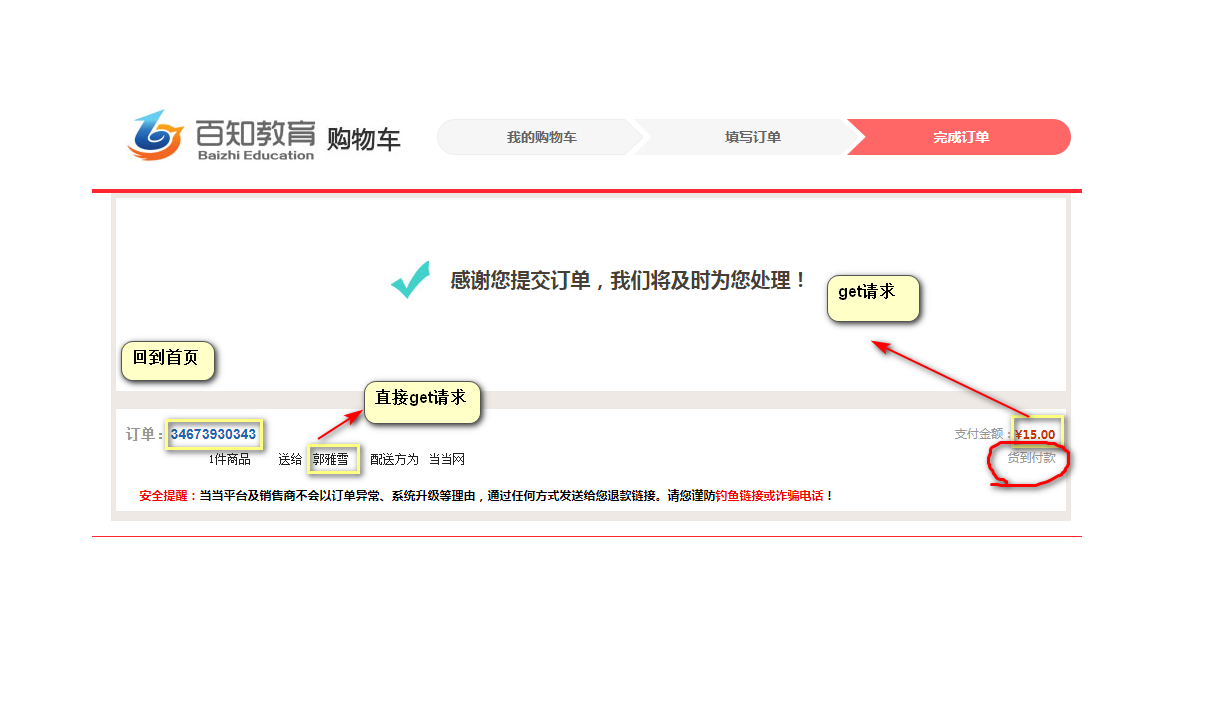 百知教育
Baizhi Education
购物车
我的购物车
填写订单
完成订单
感谢您提交订单，我们将及时为您处理！
get请求
回到首页
直接get请求
订单：34673930343
支付金额：¥15.00
1件商品 送给 郭雅雪 配送方为 当当网
货到付款
安全提醒：当当平台及销售商不会以订单异常、系统升级等理由，通过任何方式发送给您退款链接。请您谨防钓鱼链接或诈骗电话！